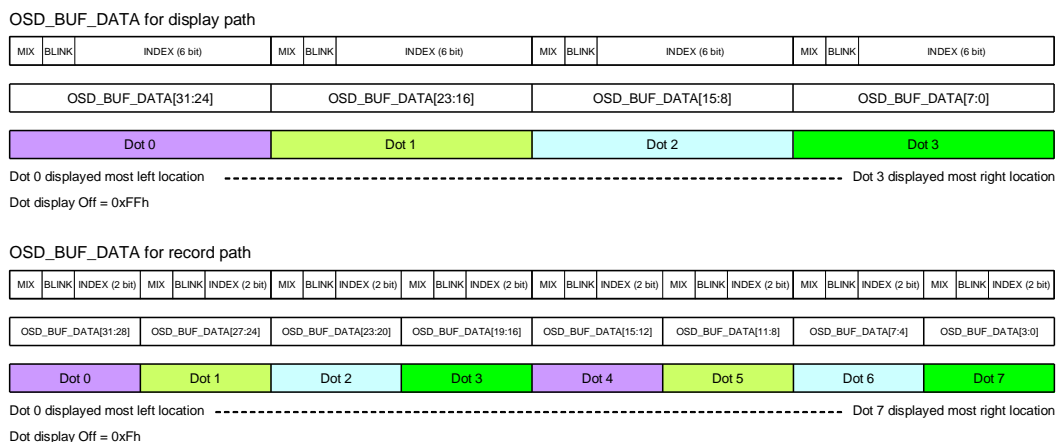 OSD_BUF_DATA for display path
MIX BLINK INDEX (6 bit) MIX BLINK INDEX (6 bit) MIX BLINK INDEX (6 bit) MIX BLINK INDEX (6 bit)
OSD_BUF_DATA[31:24] OSD_BUF_DATA[23:16] OSD_BUF_DATA[15:8] OSD_BUF_DATA[7:0]
Dot 0 Dot 1 Dot 2 Dot 3
Dot 0 displayed most left location Dot 3 displayed most right location
Dot display Off = 0xFFh
OSD_BUF_DATA for record path
MIX BLINK INDEX (2 bit) MIX BLINK INDEX (2 bit) MIX BLINK INDEX (2 bit) MIX BLINK INDEX (2 bit) MIX BLINK INDEX (2 bit) MIX BLINK INDEX (2 bit) MIX BLINK INDEX (2 bit) MIX BLINK INDEX (2 bit)
OSD_BUF_DATA[31:28] OSD_BUF_DATA[27:24] OSD_BUF_DATA[23:20] OSD_BUF_DATA[19:16] OSD_BUF_DATA[15:12] OSD_BUF_DATA[11:8] OSD_BUF_DATA[7:4] OSD_BUF_DATA[3:0]
Dot 0 Dot 1 Dot 2 Dot 3 Dot 4 Dot 5 Dot 6 Dot 7
Dot 0 displayed most left location Dot 7 displayed most right location
Dot display Off = 0xFh